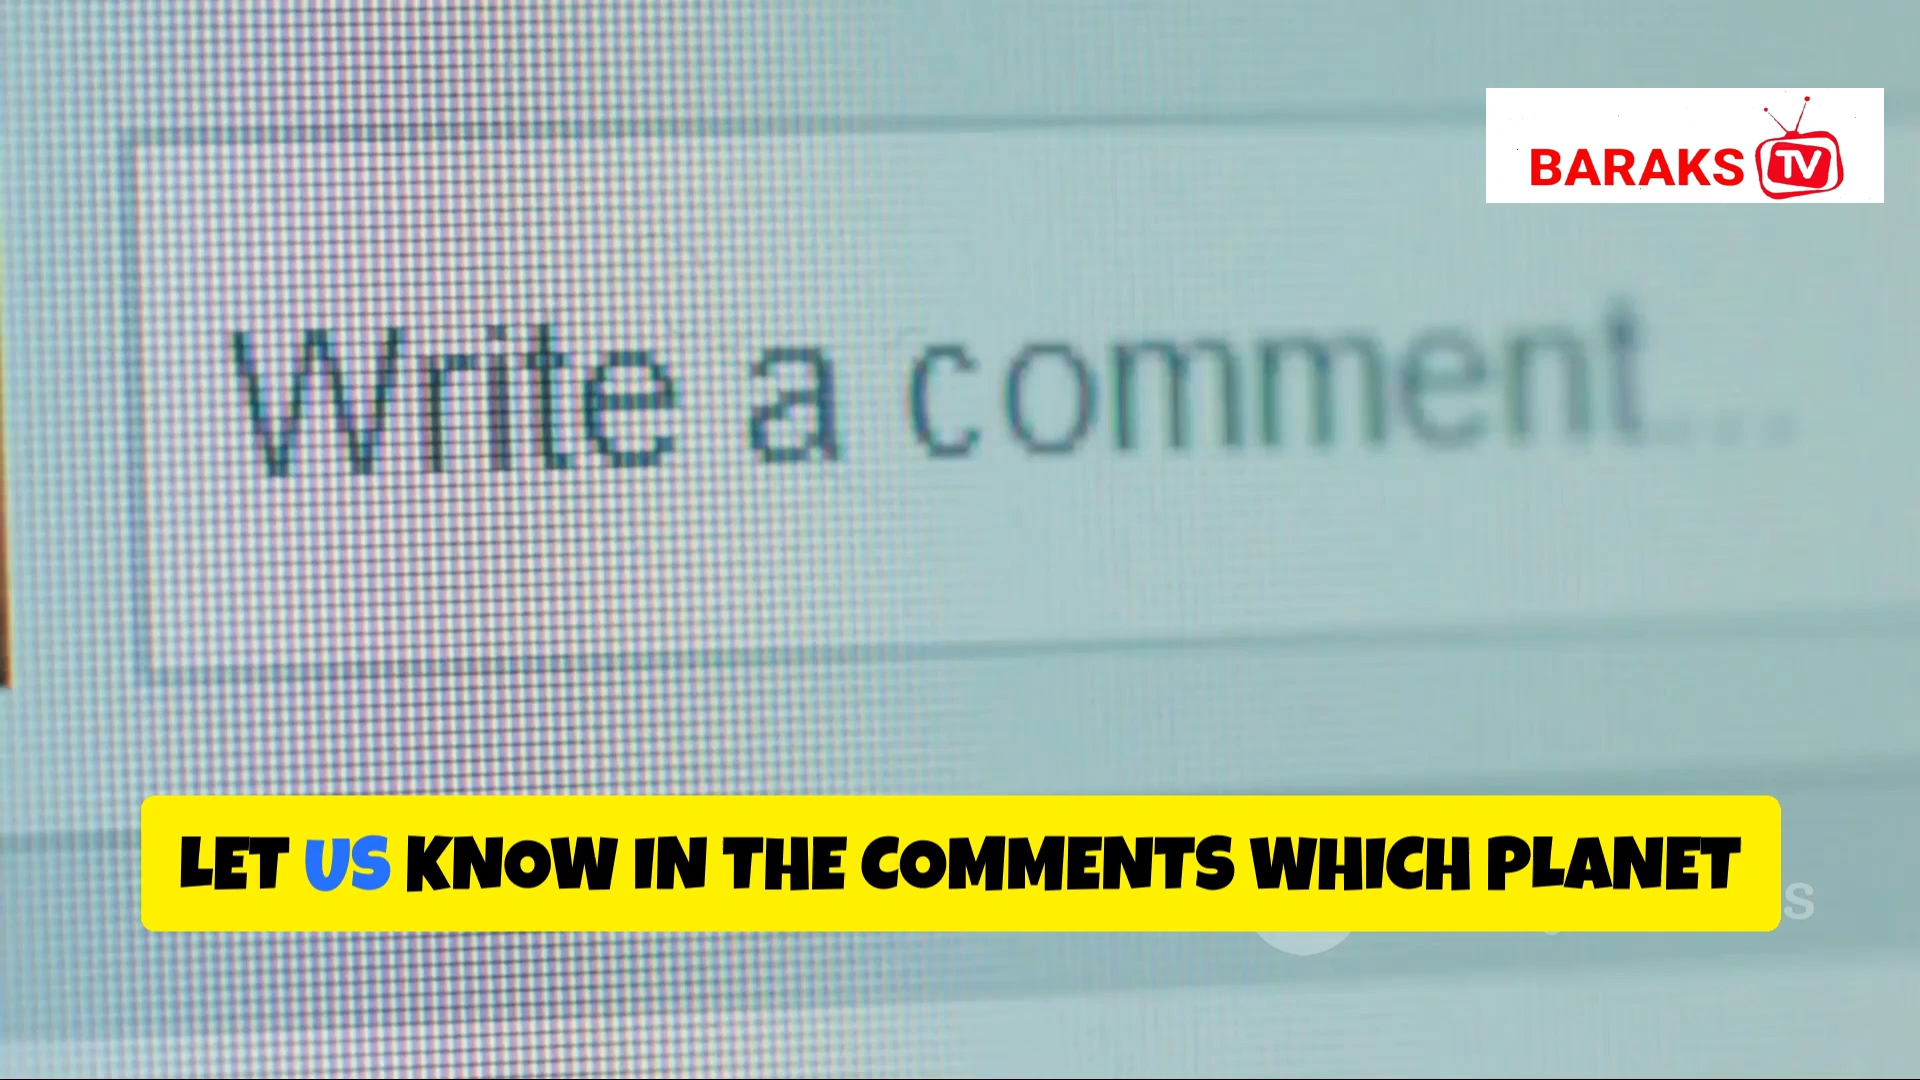 BARAKS TV
Write a comment...
LET US KNOW IN THE COMMENTS WHICH PLANET